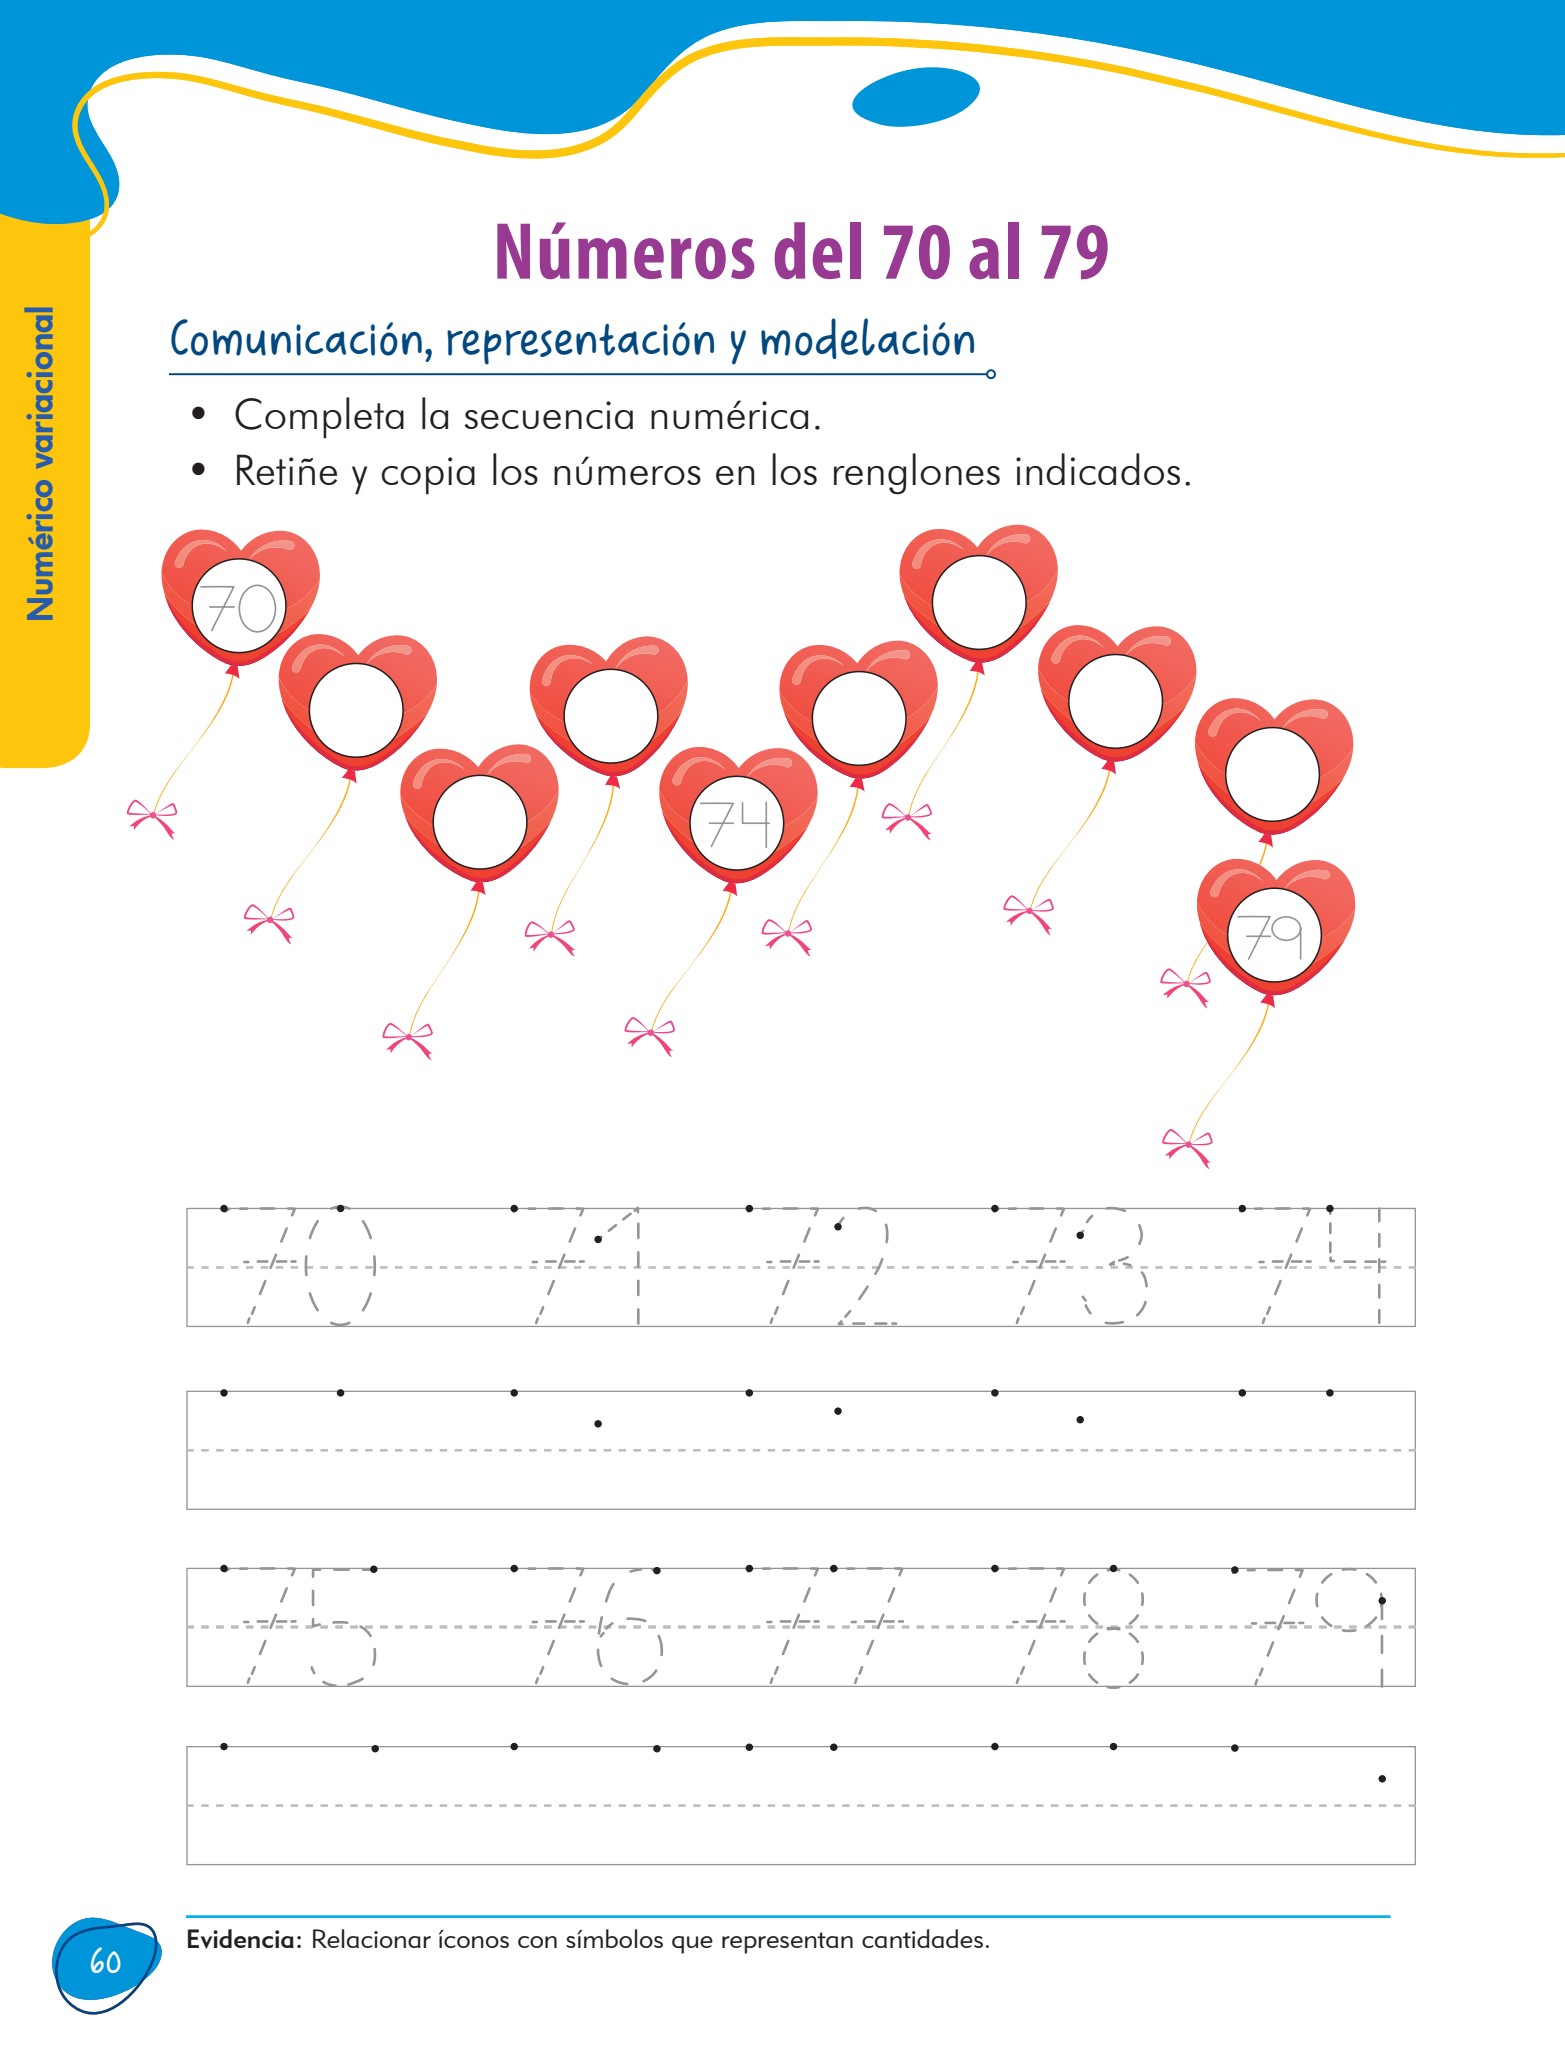 Números del 70 al 79
Numérico variacional
Comunicación, representación y modelación
• Completa la secuencia numérica.
• Retiñe y copia los números en los renglones indicados.
70
74
79
70 71 72 73 74
75 76 77 78 79
Evidencia: Relacionar íconos con símbolos que representan cantidades.
60